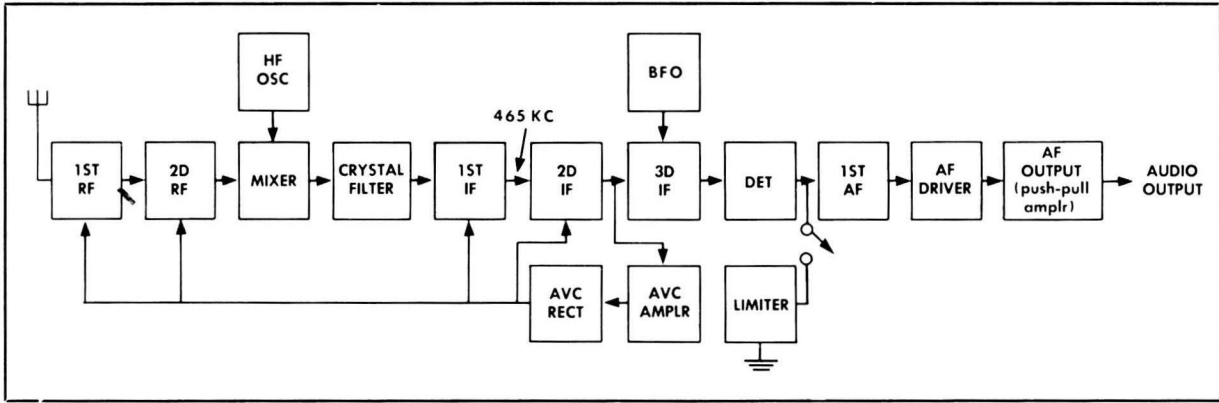 HF
OSC
BFO
465 KC
1ST
RF
2D
RF
MIXER
CRYSTAL
FILTER
1ST
IF
2D
IF
3D
IF
DET
1ST
AF
AF
DRIVER
AF
OUTPUT
(push-pull
amplr)
AUDIO
OUTPUT
AVC
RECT
AVC
AMPLR
LIMITER